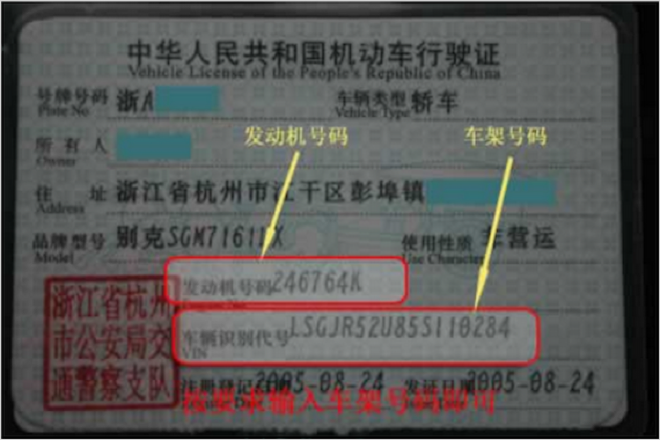 中华人民共和国机动车行驶证
Vehicle License of the People's Republic of China
号牌号码 浙A 车辆类型 轿车
Plate No. Vehicle Type
发动机号码 车架号码
所有人
Owner
住址 浙江省杭州市江干区彭埠镇
Address
品牌型号 别克SGM7161 X 使用性质 非营运
Model Use Character
发动机号码 246764K
车辆识别代号 LSGJR52U85S110284
VIN
浙江省杭州
市公安局交
通警察支队
注册登记 2005-08-24 发证日期 2005-08-24
按要求输入车架号码即可